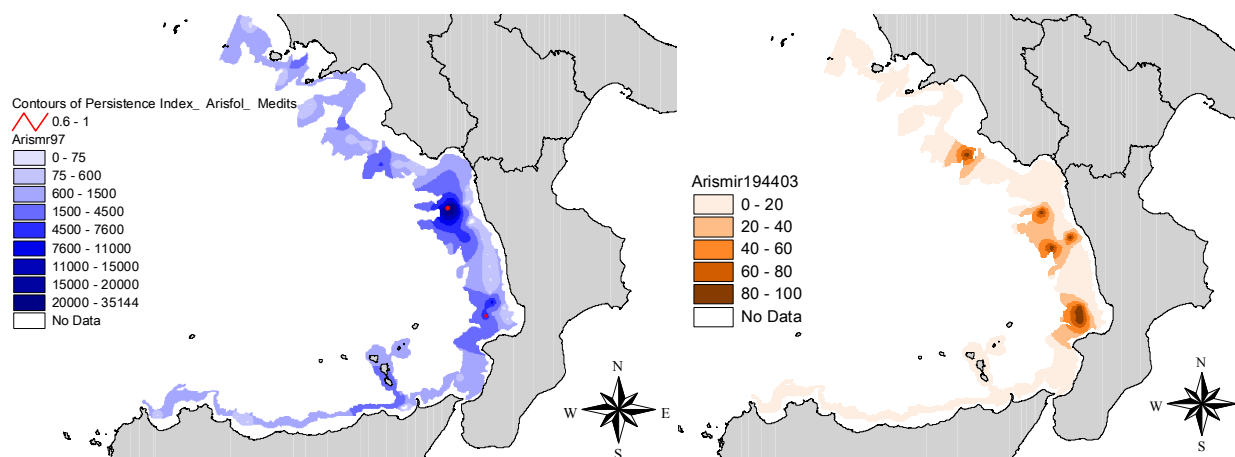 Contours of Persistence Index_ Arisfol_ Medits
0.6 - 1
Arismr97
0 - 75
75 - 600
600 - 1500
1500 - 4500
4500 - 7600
7600 - 11000
11000 - 15000
15000 - 20000
20000 - 35144
No Data
N
W
E
S
Arismir194403
0 - 20
20 - 40
40 - 60
60 - 80
80 - 100
No Data
N
W
S